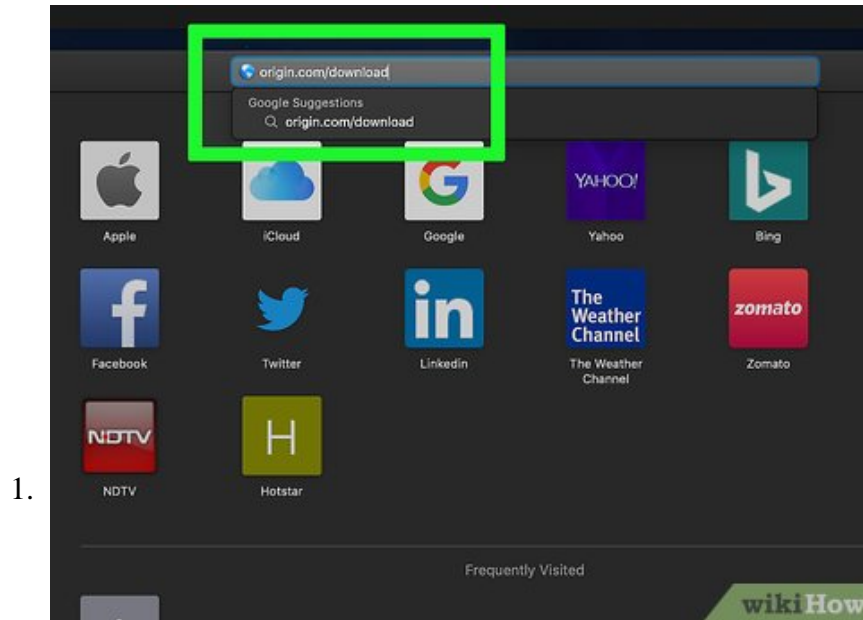 origin.com/download
Google Suggestions
origin.com/download
YAHOO!
Apple
iCloud
Google
Yahoo
Bing
The
Weather
Channel
zomato
Facebook
Twitter
Linkedin
The Weather
Channel
Zomato
NDTV
H
NDTV
Hotstar
1.
Frequently Visited
wikiHow